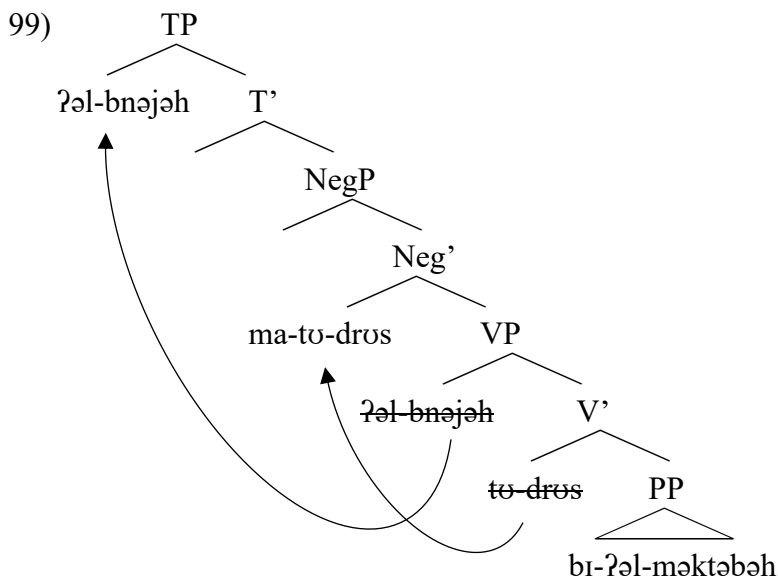 99) TP
ʔəl-bnəjəh T’
NegP
Neg’
ma-tʊ-drʊs VP
ʔəl-bnəjəh V’
tʊ-drʊs PP
bɪ-ʔəl-məktəbəh